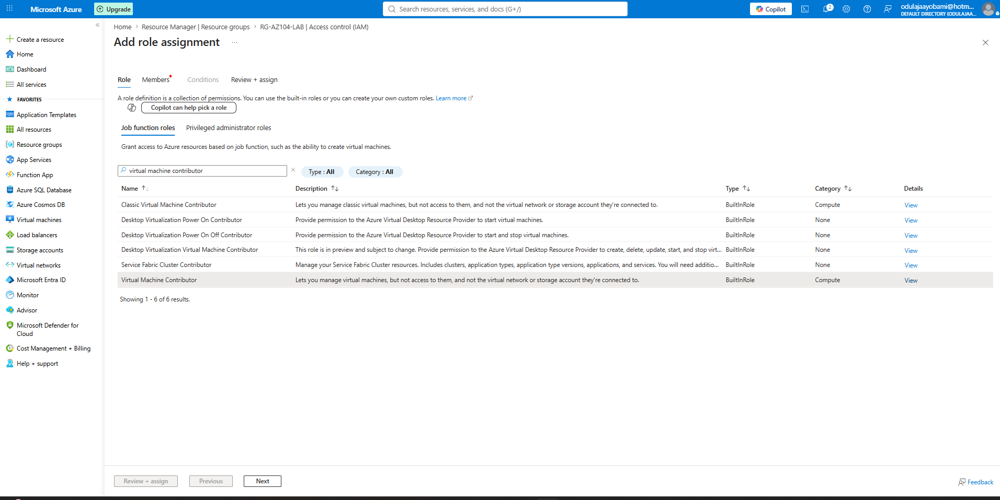 Microsoft Azure
Upgrade
Search resources, services, and docs (G+/)
Copilot
2
odulajaayobami@hotm...
DEFAULT DIRECTORY (ODULAJAA...
Create a resource
Home
Dashboard
All services
FAVORITES
Application Templates
All resources
Resource groups
App Services
Function App
Azure SQL Database
Azure Cosmos DB
Virtual machines
Load balancers
Storage accounts
Virtual networks
Microsoft Entra ID
Monitor
Advisor
Microsoft Defender for
Cloud
Cost Management + Billing
Help + support
Home > Resource Manager | Resource groups > RG-AZ104-LAB | Access control (IAM)
Add role assignment ...
Role Members Conditions Review + assign
A role definition is a collection of permissions. You can use the built-in roles or you can create your own custom roles. Learn more
Copilot can help pick a role
Job function roles Privileged administrator roles
Grant access to Azure resources based on job function, such as the ability to create virtual machines.
virtual machine contributor Type : All Category : All
Name Description Type Category Details
Classic Virtual Machine Contributor Lets you manage classic virtual machines, but not access to them, and not the virtual network or storage account they're connected to. BuiltInRole Compute View
Desktop Virtualization Power On Contributor Provide permission to the Azure Virtual Desktop Resource Provider to start virtual machines. BuiltInRole None View
Desktop Virtualization Power On Off Contributor Provide permission to the Azure Virtual Desktop Resource Provider to start and stop virtual machines. BuiltInRole None View
Desktop Virtualization Virtual Machine Contributor This role is in preview and subject to change. Provide permission to the Azure Virtual Desktop Resource Provider to create, delete, update, start, and stop virt... BuiltInRole None View
Service Fabric Cluster Contributor Manage your Service Fabric Cluster resources. Includes clusters, application types, application type versions, applications, and services. You will need additio... BuiltInRole None View
Virtual Machine Contributor Lets you manage virtual machines, but not access to them, and not the virtual network or storage account they're connected to. BuiltInRole Compute View
Showing 1 - 6 of 6 results.
Review + assign Previous Next
Feedback